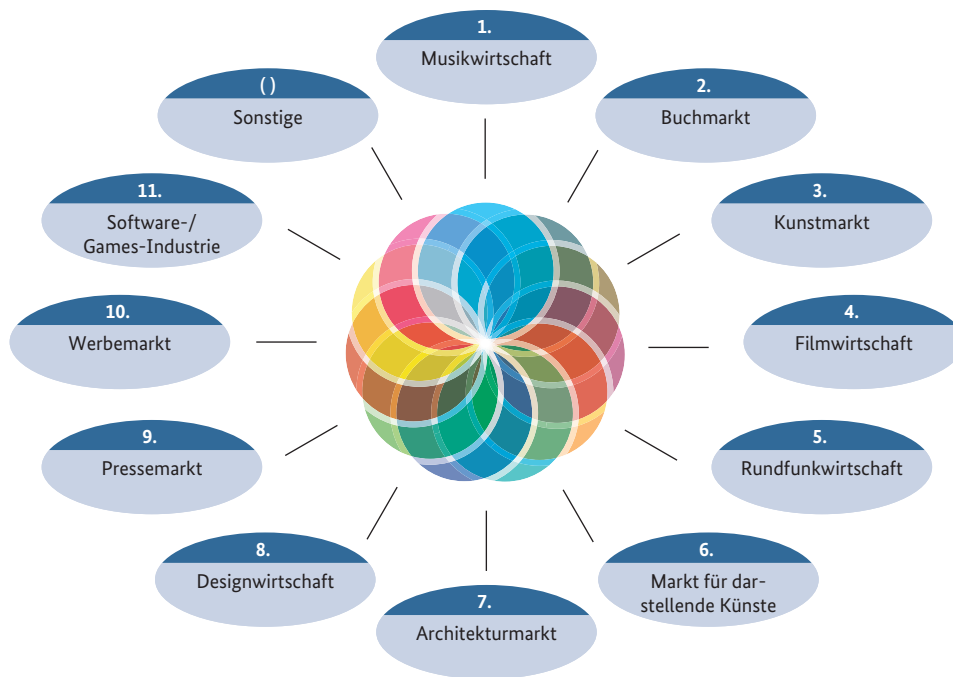 1.
Musikwirtschaft
2.
Buchmarkt
3.
Kunstmarkt
4.
Filmwirtschaft
5.
Rundfunkwirtschaft
6.
Markt für dar-
stellende Künste
7.
Architekturmarkt
8.
Designwirtschaft
9.
Pressemarkt
10.
Werbemarkt
11.
Software-/
Games-Industrie
( )
Sonstige